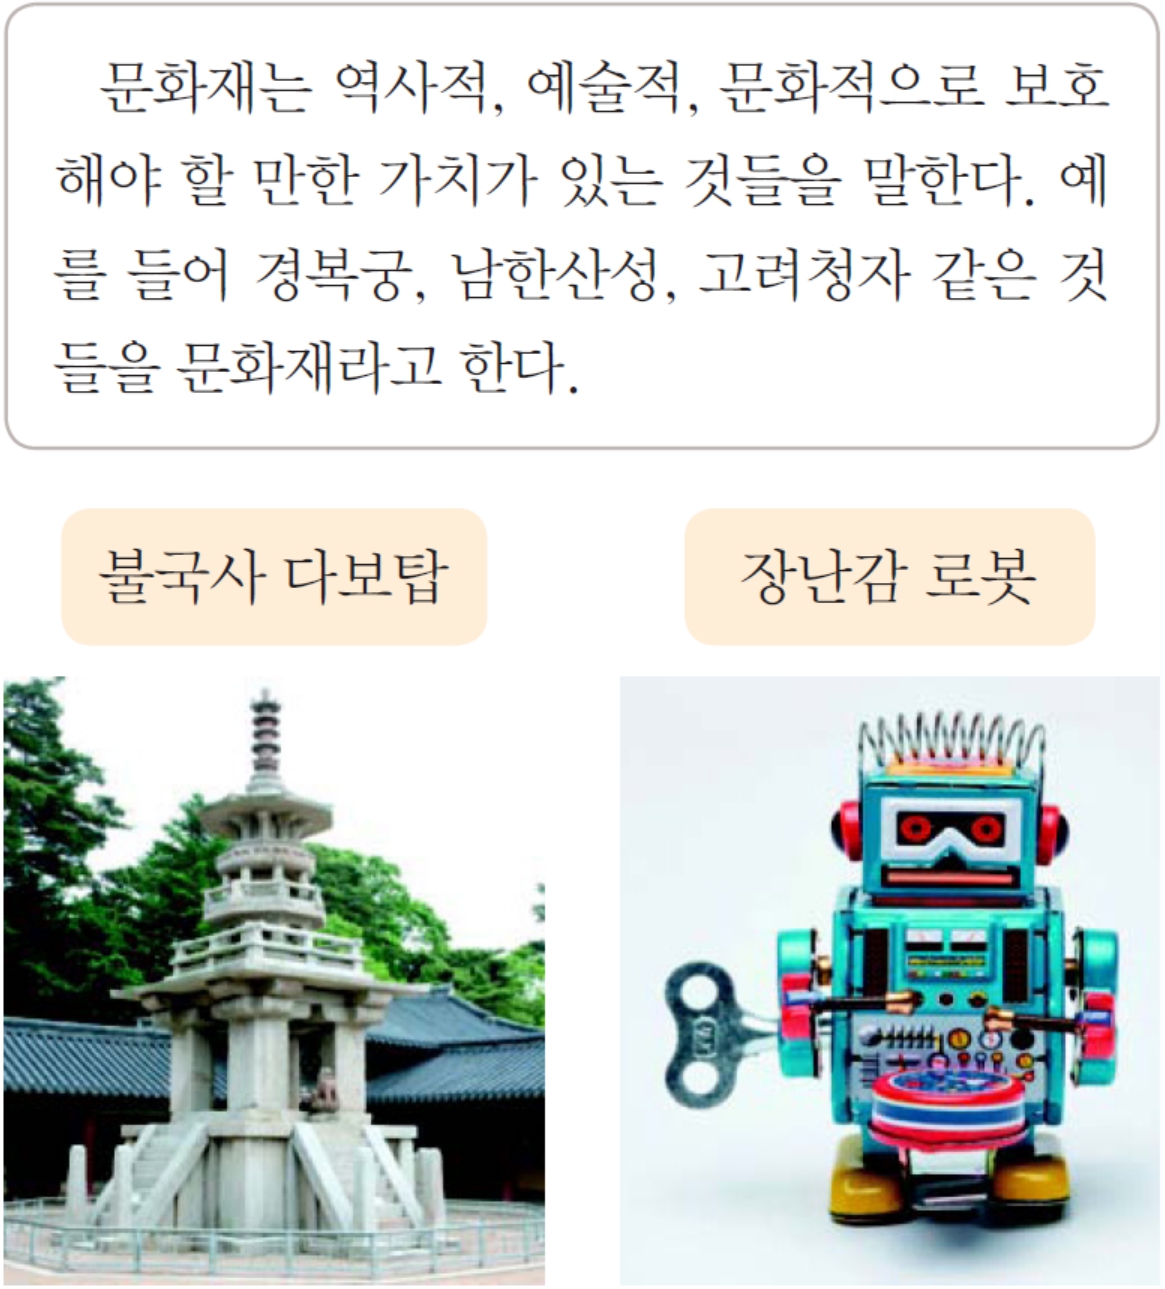 문화재는 역사적, 예술적, 문화적으로 보호
해야 할 만한 가치가 있는 것들을 말한다. 예
를 들어 경복궁, 남한산성, 고려청자 같은 것
들을 문화재라고 한다.
불국사 다보탑
장난감 로봇